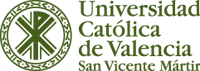 Universidad
Católica
de Valencia
San Vicente Mártir